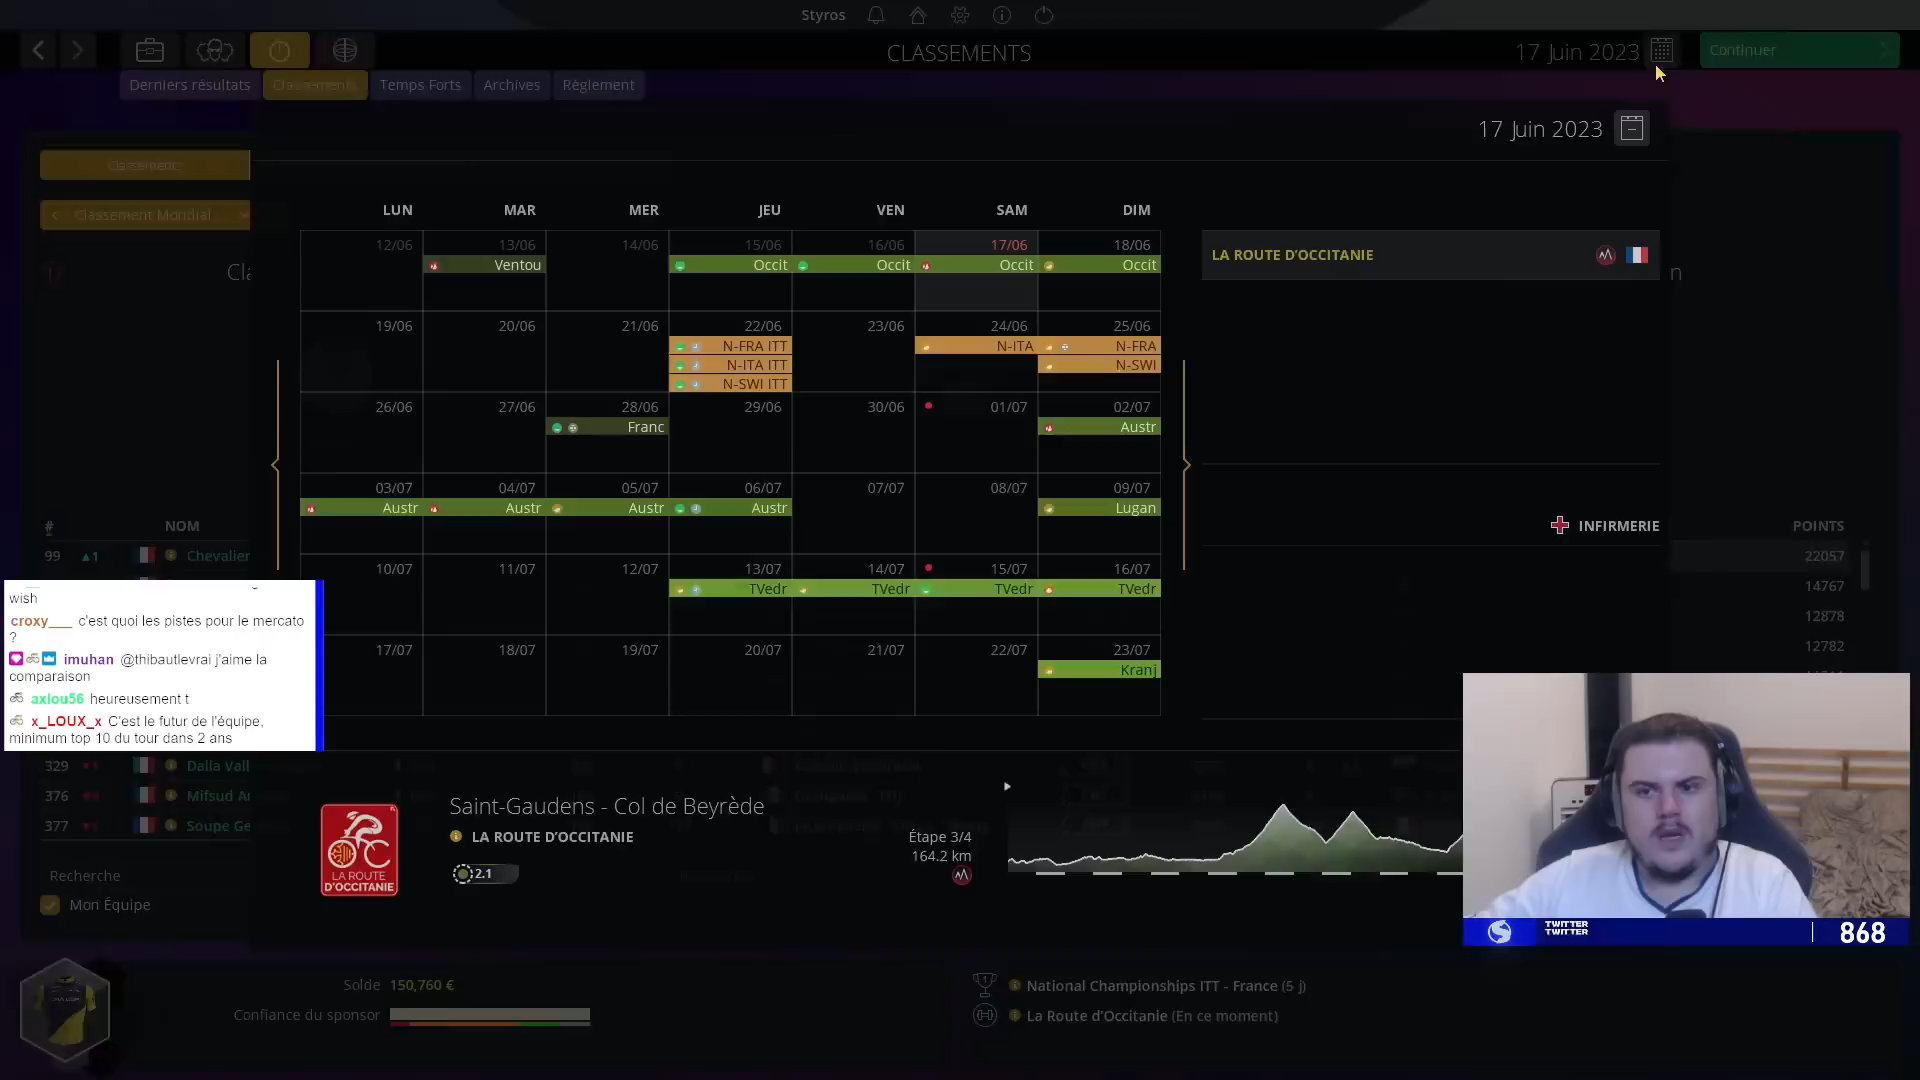 Styros
CLASSEMENTS
17 Juin 2023
Continuer
Derniers résultats
Classements
Temps Forts
Archives
Règlement
17 Juin 2023
Classement Mondial
LUN MAR MER JEU VEN SAM DIM
12/06 13/06 14/06 15/06 16/06 17/06 18/06
Ventou Occit Occit Occit Occit
19/06 20/06 21/06 22/06 23/06 24/06 25/06
N-FRA ITT N-ITA N-FRA
N-ITA ITT N-SWI
N-SWI ITT
26/06 27/06 28/06 29/06 30/06 01/07 02/07
Franc Austr
03/07 04/07 05/07 06/07 07/07 08/07 09/07
Austr Austr Austr Austr Lugan
10/07 11/07 12/07 13/07 14/07 15/07 16/07
TVedr TVedr TVedr TVedr
17/07 18/07 19/07 20/07 21/07 22/07 23/07
Kranj
LA ROUTE D'OCCITANIE
INFIRMERIE
# NOM
POINTS
99 ▲1 Chevalier
22057
14767
12878
12782
wish
croxy___ c'est quoi les pistes pour le mercato
?
imuhan @thibautlevrai j'aime la
comparaison
axlou56 heureusement t
x_LOUX_x C'est le futur de l'équipe,
minimum top 10 du tour dans 2 ans
329 Dalla Vall
376 Mifsud A
377 Soupe Ge
Recherche
Mon Équipe
LA ROUTE
D'OCCITANIE
Saint-Gaudens - Col de Beyrède
LA ROUTE D'OCCITANIE
2.1
Étape 3/4
164.2 km
TWITTER
TWITTER
868
Solde 150,760 €
Confiance du sponsor
National Championships ITT - France (5 j)
La Route d'Occitanie (En ce moment)